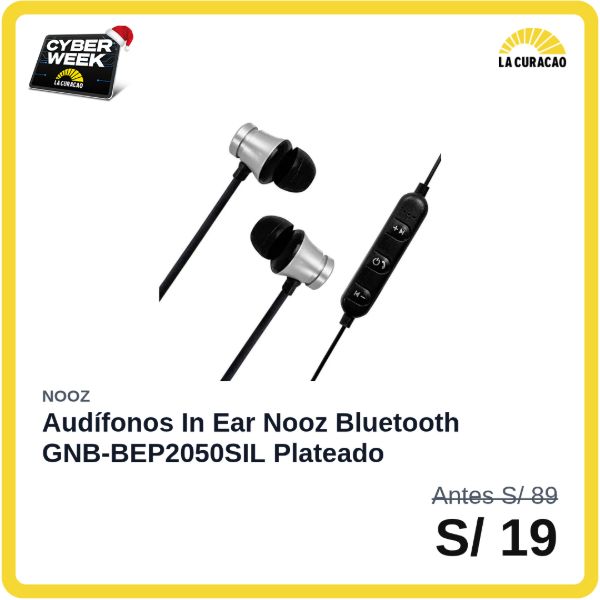 CYBER
WEEK
LA CURACAO
LA CURACAO
NOOZ
Audífonos In Ear Nooz Bluetooth
GNB-BEP2050SIL Plateado
Antes S/ 89
S/ 19